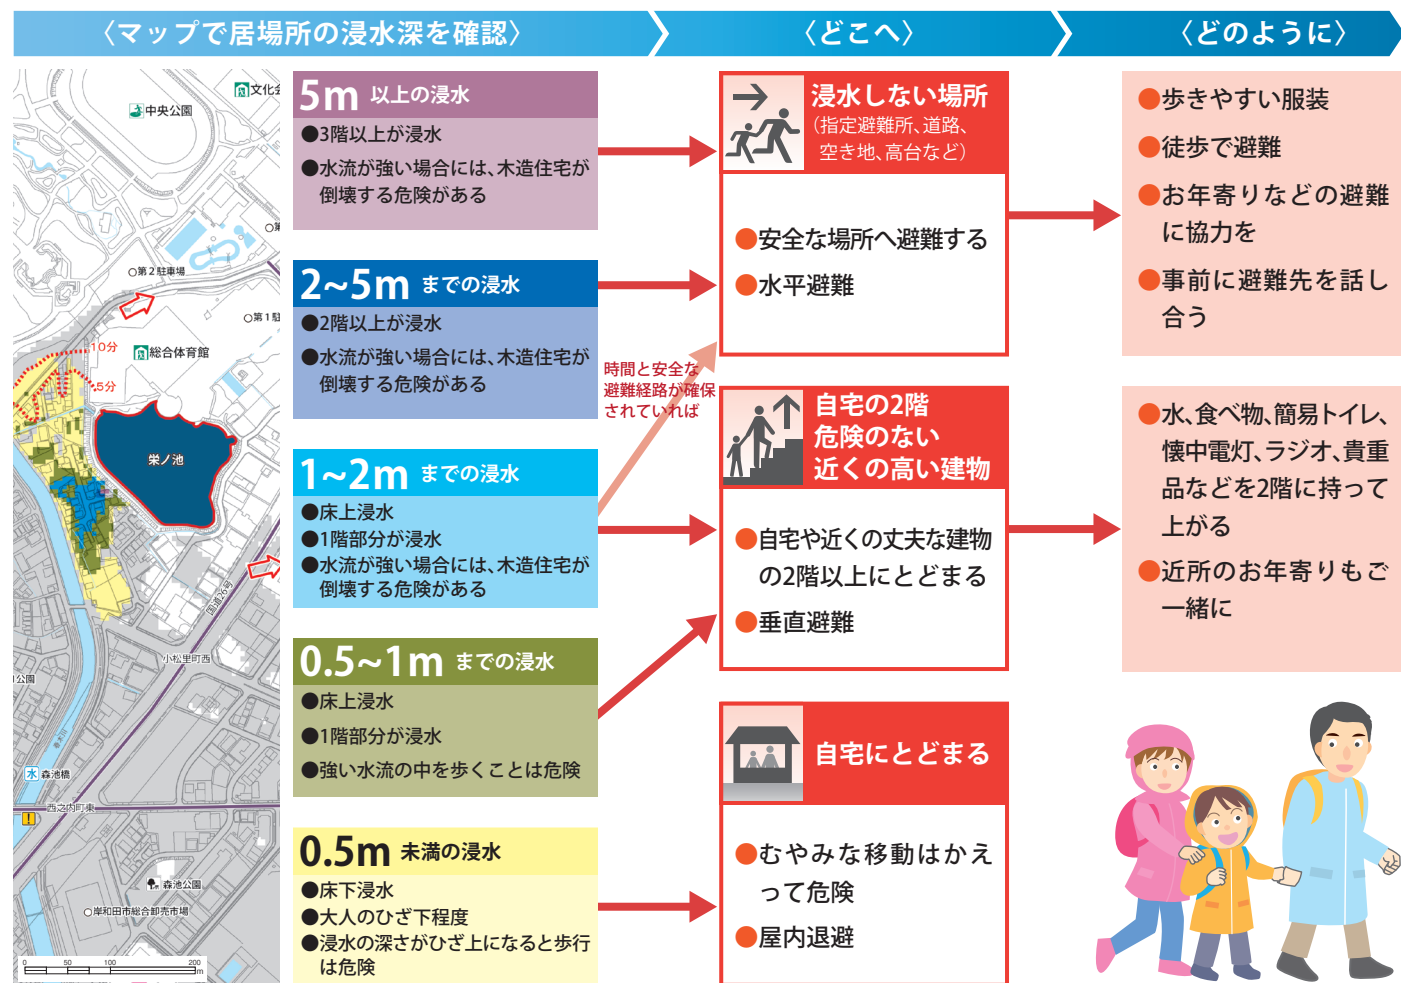 〈マップで居場所の浸水深を確認〉
〈どこへ〉
〈どのように〉
中央公園
文化会
第2駐車場
第1駐
10分
5分
総合体育館
栄ノ池
国道26号
小松里町西
公園
春木川
水 森池橋
西之内町東
森池公園
岸和田市総合卸売市場
0 50 100 200
m
5m 以上の浸水
●3階以上が浸水
●水流が強い場合には、木造住宅が
倒壊する危険がある
2~5m までの浸水
●2階以上が浸水
●水流が強い場合には、木造住宅が
倒壊する危険がある
1~2m までの浸水
●床上浸水
●1階部分が浸水
●水流が強い場合には、木造住宅が
倒壊する危険がある
0.5~1m までの浸水
●床上浸水
●1階部分が浸水
●強い水流の中を歩くことは危険
0.5m 未満の浸水
●床下浸水
●大人のひざ下程度
●浸水の深さがひざ上になると歩行
は危険
時間と安全な
避難経路が確保
されていれば
浸水しない場所
(指定避難所、道路、
空き地、高台など)
●安全な場所へ避難する
●水平避難
自宅の2階
危険のない
近くの高い建物
●自宅や近くの丈夫な建物
の2階以上にとどまる
●垂直避難
自宅にとどまる
●むやみな移動はかえ
って危険
●屋内退避
●歩きやすい服装
●徒歩で避難
●お年寄りなどの避難
に協力を
●事前に避難先を話し
合う
●水、食べ物、簡易トイレ、
懐中電灯、ラジオ、貴重
品などを2階に持って
上がる
●近所のお年寄りもご
一緒に